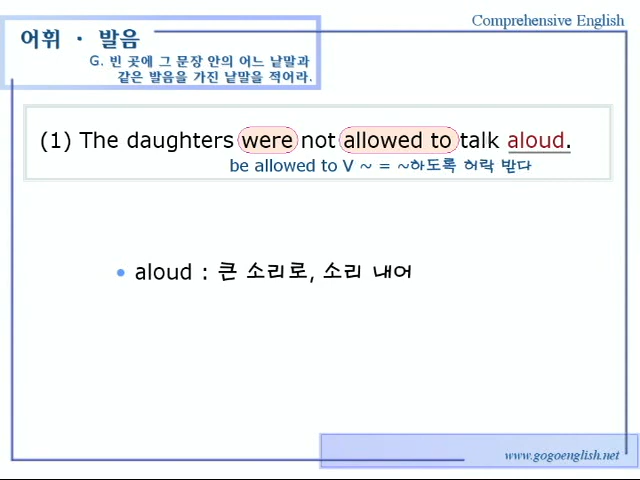 Comprehensive English
어휘 · 발음
G. 빈 곳에 그 문장 안의 어느 낱말과
같은 발음을 가진 낱말을 적어라.
(1) The daughters were not allowed to talk aloud.
be allowed to V ~ = ~하도록 허락 받다
• aloud : 큰 소리로, 소리 내어
www.gogoenglish.net